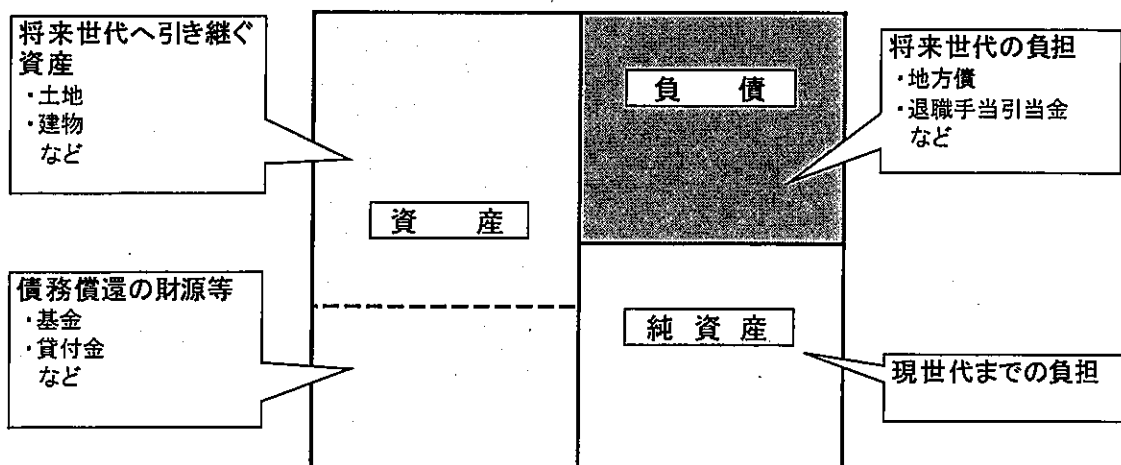 将来世代へ引き継ぐ
資産
・土地
・建物
など
資　産
債務償還の財源等
・基金
・貸付金
など
負　債
将来世代の負担
・地方債
・退職手当引当金
など
純資産
現世代までの負担